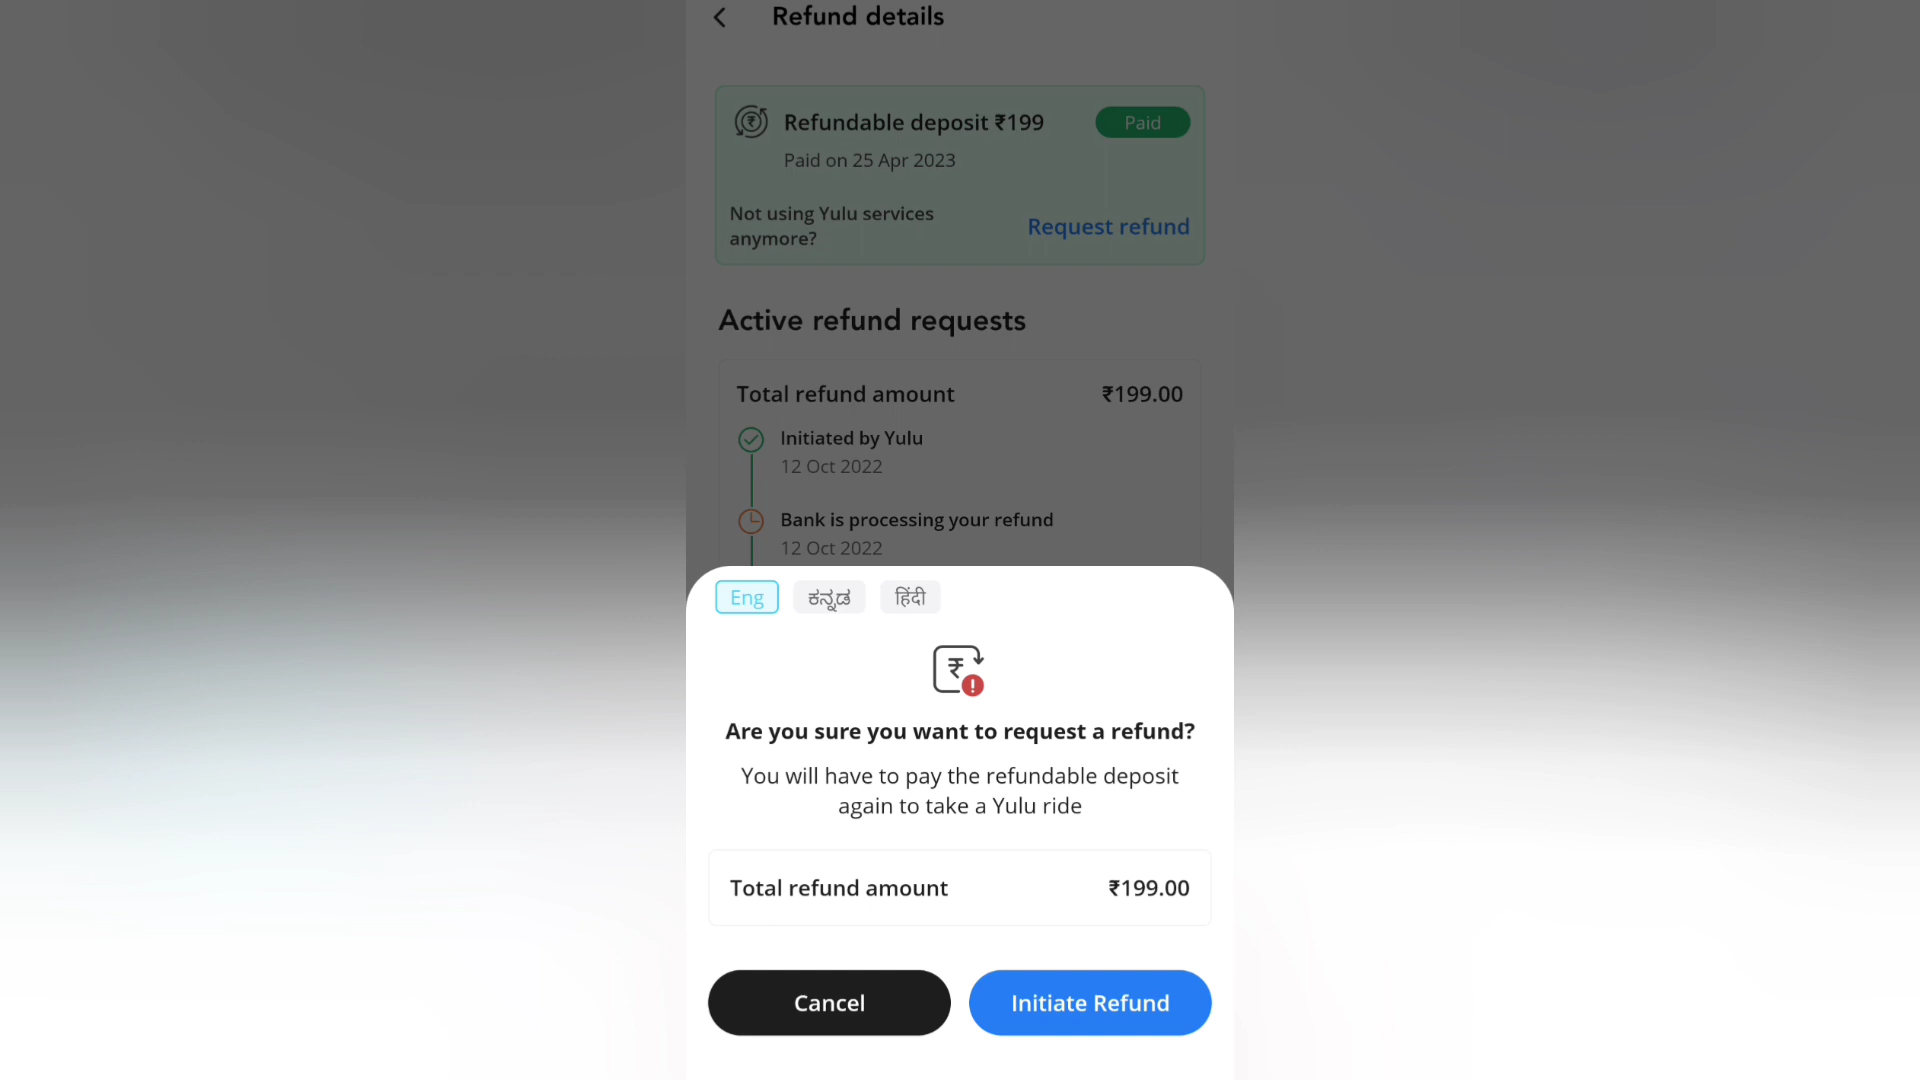 Refund details
Refundable deposit ₹199
Paid
Paid on 25 Apr 2023
Not using Yulu services
anymore?
Request refund
Active refund requests
Total refund amount ₹199.00
Initiated by Yulu
12 Oct 2022
Bank is processing your refund
12 Oct 2022
Eng ಕನ್ನಡ हिंदी
Are you sure you want to request a refund?
You will have to pay the refundable deposit
again to take a Yulu ride
Total refund amount ₹199.00
Cancel Initiate Refund